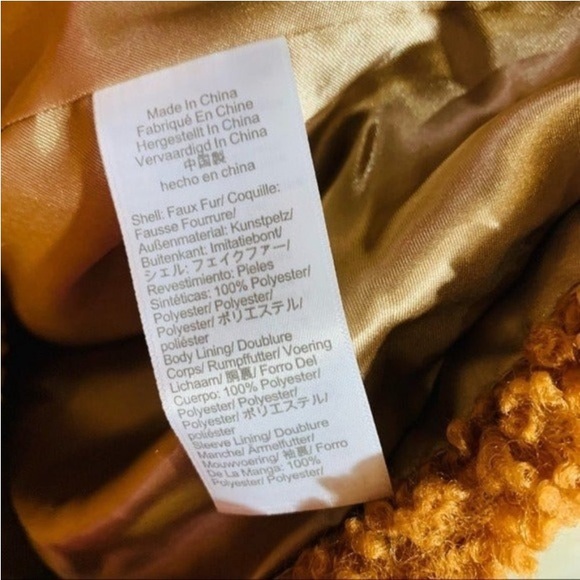 Made In China
Fabriqué En Chine
Hergestellt In China
Vervaardigd In China
中国製
hecho en china
Shell: Faux Fur/ Coquille:
Fausse Fourrure/
Außenmaterial: Kunstpelz/
Buitenkant: Imitatiebont/
シェル: フェイクファー/
Revestimiento: Pieles
Sintéticas: 100% Polyester/
Polyester/ Polyester/
Polyester/ ポリエステル/
poliéster
Body Lining/ Doublure
Corps/ Rumpffutter/ Voering
Lichaam/ 胴裏/ Forro Del
Cuerpo: 100% Polyester/
Polyester/ Polyester/
Polyester/ ポリエステル/
poliéster
Sleeve Lining/ Doublure
Manche/ Ärmelfutter/
Mouwvoering/ 袖裏/ Forro
De La Manga: 100%
Polyester/ Polyester/